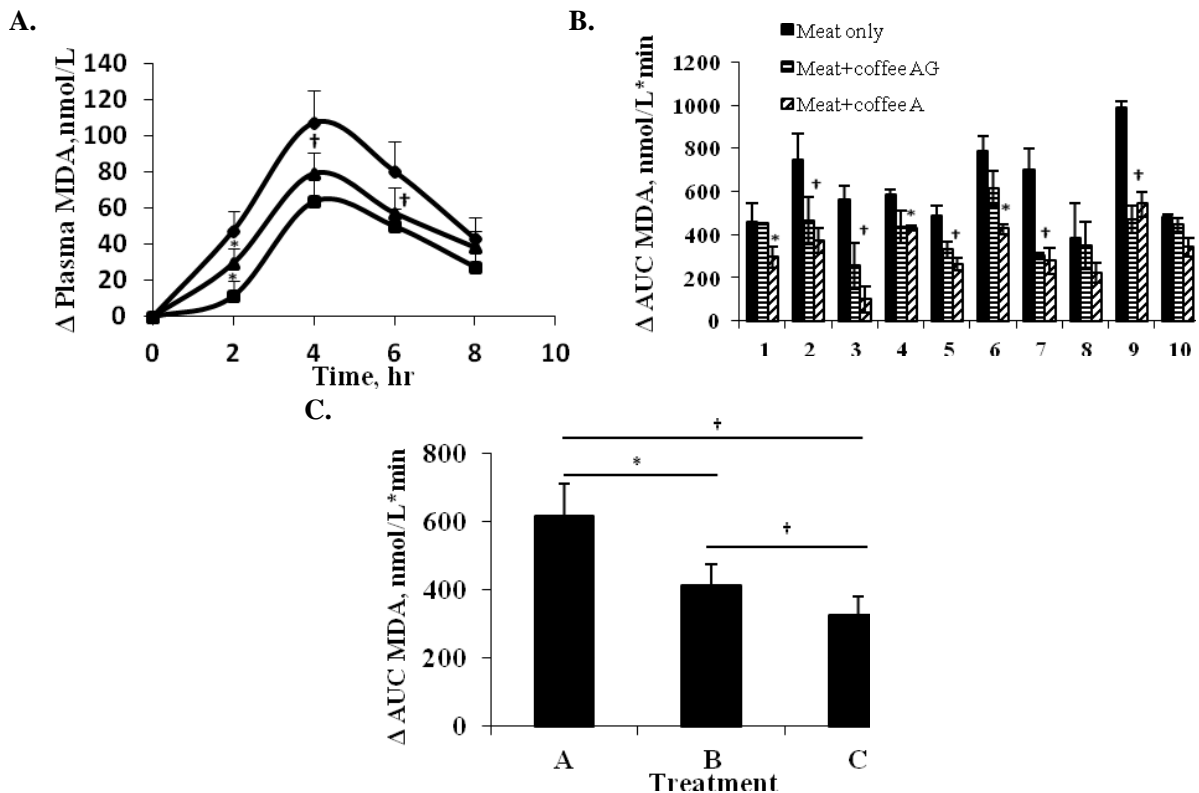 A.
Δ Plasma MDA, nmol/L
140
120
100
80
60
40
20
0
†
†
*
*
0 2 4 6 8 10
Time, hr
B.
Meat only
Meat+coffee AG
Meat+coffee A
Δ AUC MDA, nmol/L*min
1200
1000
800
600
400
200
0
* † † * † * † †
1 2 3 4 5 6 7 8 9 10
C.
Δ AUC MDA, nmol/L*min
800
600
400
200
0
†
*
†
A B C
Treatment